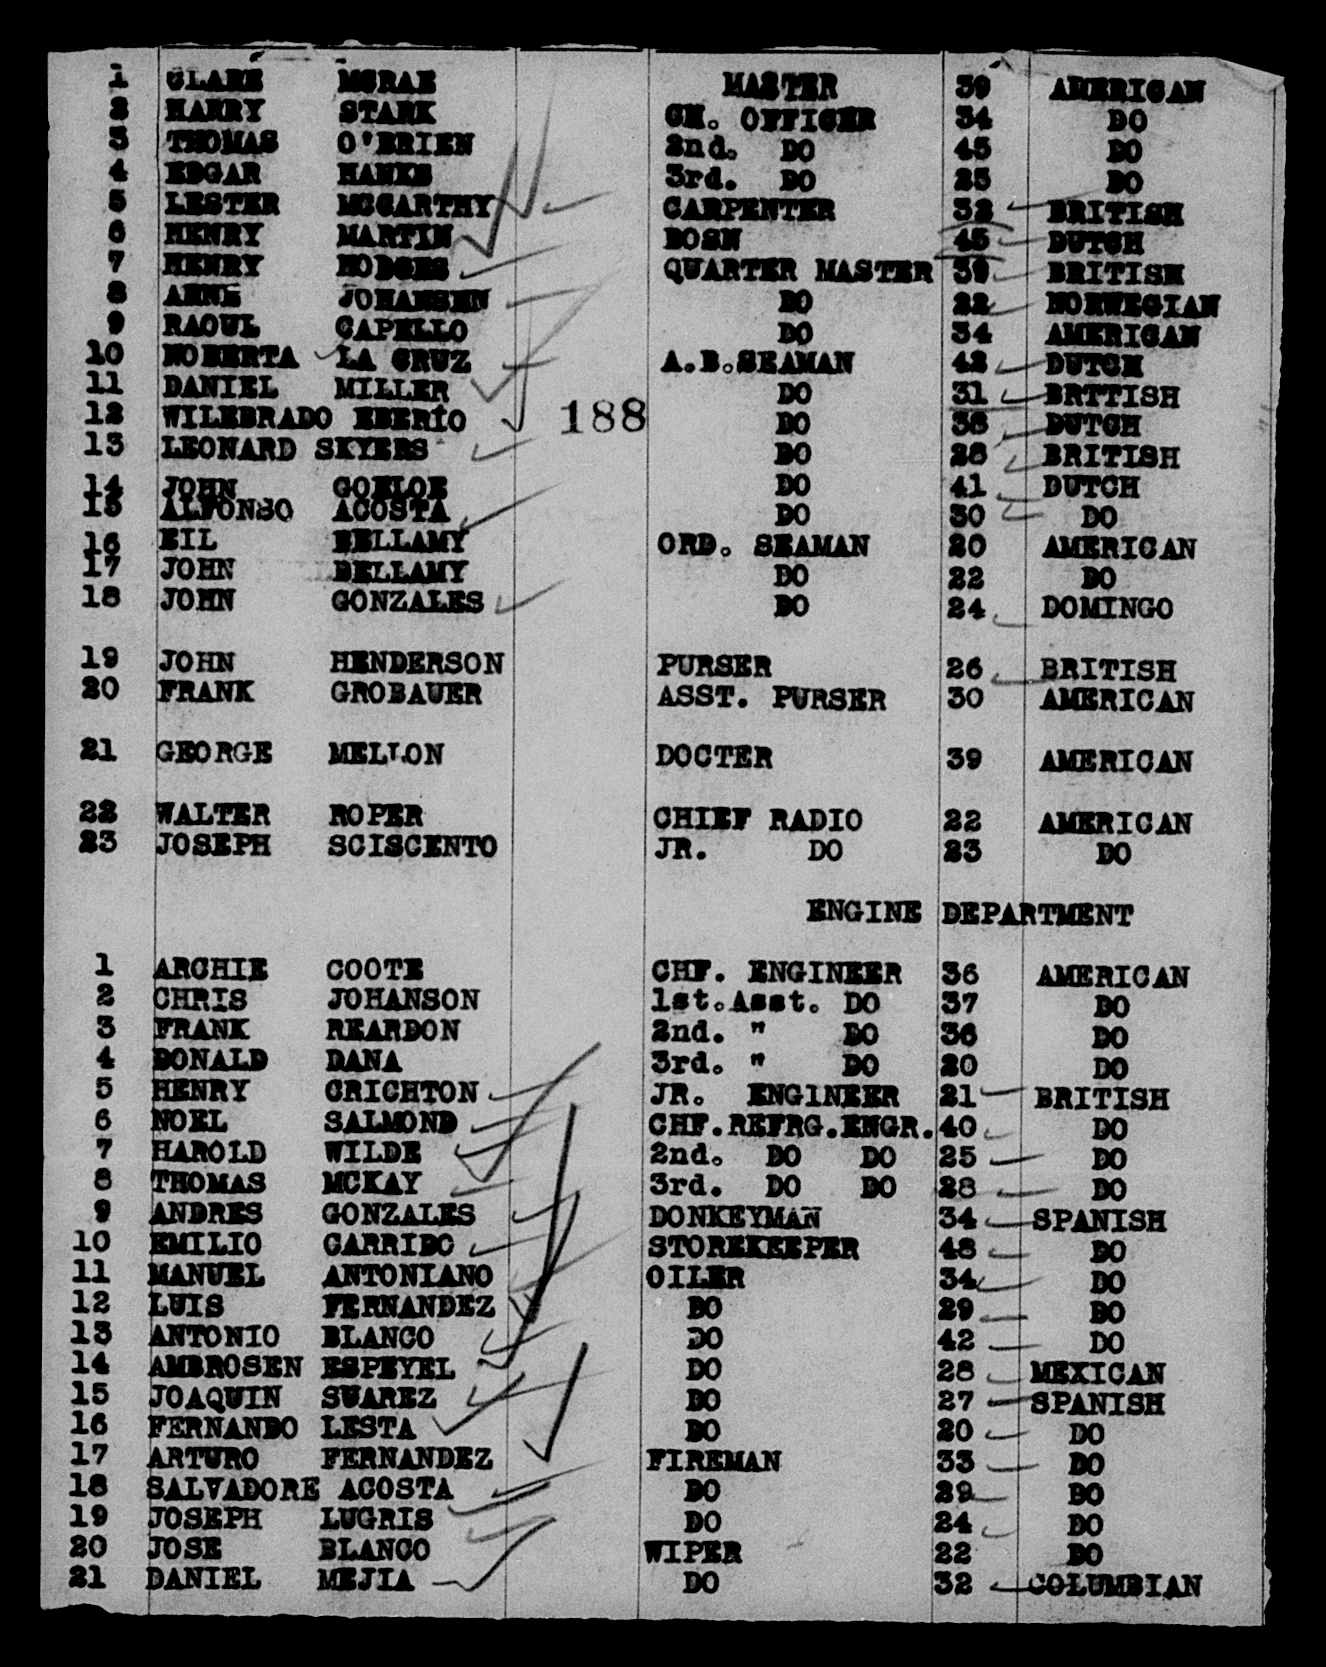 1 CLARE MCRAE MASTER 39 AMERICAN
2 HARRY STARK CH. OFFICER 34 DO
3 THOMAS O'BRIEN 2nd. DO 45 DO
4 EDGAR HANKE 3rd. DO 25 DO
5 LESTER MCCARTHY CARPENTER 32 BRITISH
6 HENRY MARTIN BOSN 45 DUTCH
7 HENRY HODGES QUARTER MASTER 39 BRITISH
8 ARNE JOHANSEN DO 22 NORWEGIAN
9 RAOUL CAPELLO DO 34 AMERICAN
10 NOBERTA LA CRUZ A.B.SEAMAN 42 DUTCH
11 DANIEL MILLER DO 31 BRTTISH
12 WILEBRADO EBERIO 188 DO 38 DUTCH
13 LEONARD SKYERS DO 28 BRITISH
14 JOHN GOELOE DO 41 DUTCH
15 ALFONSO ACOSTA DO 30 DO
16 EIL BELLAMY ORD. SEAMAN 20 AMERICAN
17 JOHN BELLAMY DO 22 DO
18 JOHN GONZALES DO 24 DOMINGO
19 JOHN HENDERSON PURSER 26 BRITISH
20 FRANK GROBAUER ASST. PURSER 30 AMERICAN
21 GEORGE MELLON DOCTER 39 AMERICAN
22 WALTER ROPER CHIEF RADIO 22 AMERICAN
23 JOSEPH SCISCENTO JR. DO 23 DO
ENGINE DEPARTMENT
1 ARCHIE COOTE CHF. ENGINEER 36 AMERICAN
2 CHRIS JOHANSON 1st.Asst. DO 37 DO
3 FRANK REARDON 2nd. " DO 36 DO
4 DONALD DANA 3rd. " DO 20 DO
5 HENRY CRICHTON JR. ENGINEER 21 BRITISH
6 NOEL SALMOND CHF.REFRG.ENGR. 40 DO
7 HAROLD WILDE 2nd. DO DO 25 DO
8 THOMAS MCKAY 3rd. DO DO 28 DO
9 ANDRES GONZALES DONKEYMAN 34 SPANISH
10 EMILIO GARRIDO STOREKEEPER 48 DO
11 MANUEL ANTONIANO OILER 34 DO
12 LUIS FERNANDEZ DO 29 DO
13 ANTONIO BLANCO DO 42 DO
14 AMBROSEN ESPEYEL DO 28 MEXICAN
15 JOAQUIN SUAREZ DO 27 SPANISH
16 FERNANDO LESTA DO 20 DO
17 ARTURO FERNANDEZ FIREMAN 33 DO
18 SALVADORE ACOSTA DO 29 DO
19 JOSEPH LUGRIS DO 24 DO
20 JOSE BLANCO WIPER 22 DO
21 DANIEL MEJIA DO 32 COLUMBIAN